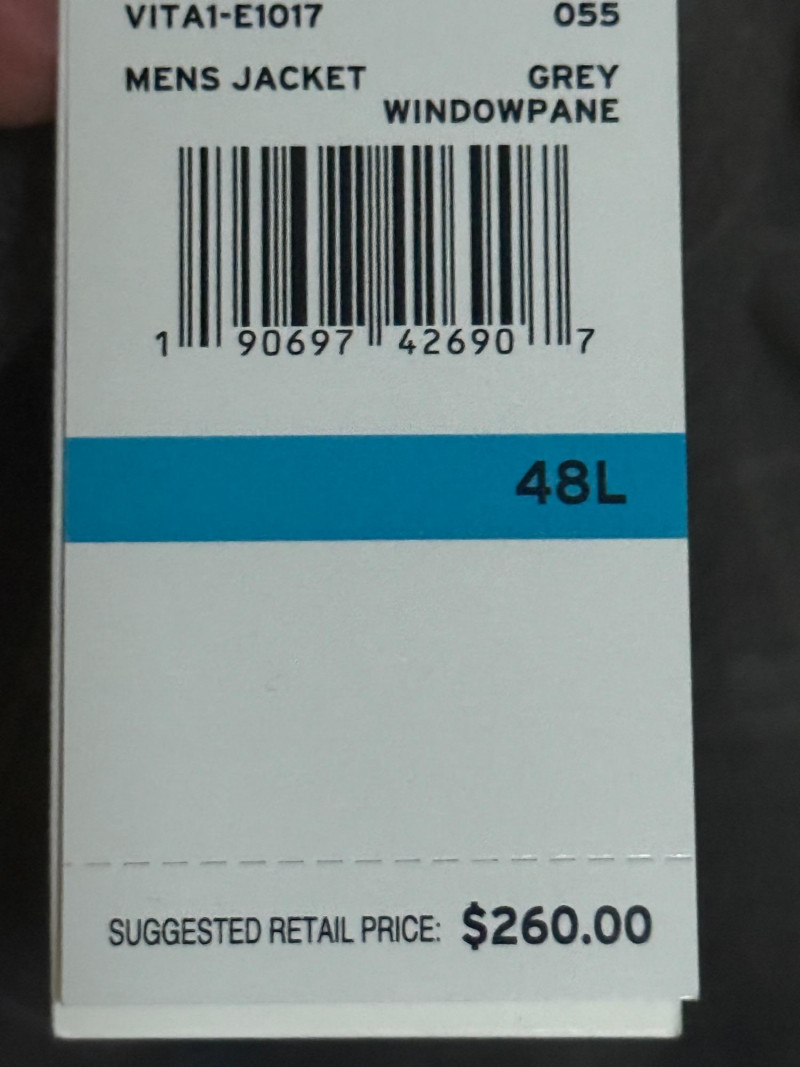 VITA1-E1017 055
MENS JACKET GREY
WINDOWPANE
1 90697 42690 7
48L
SUGGESTED RETAIL PRICE: $260.00